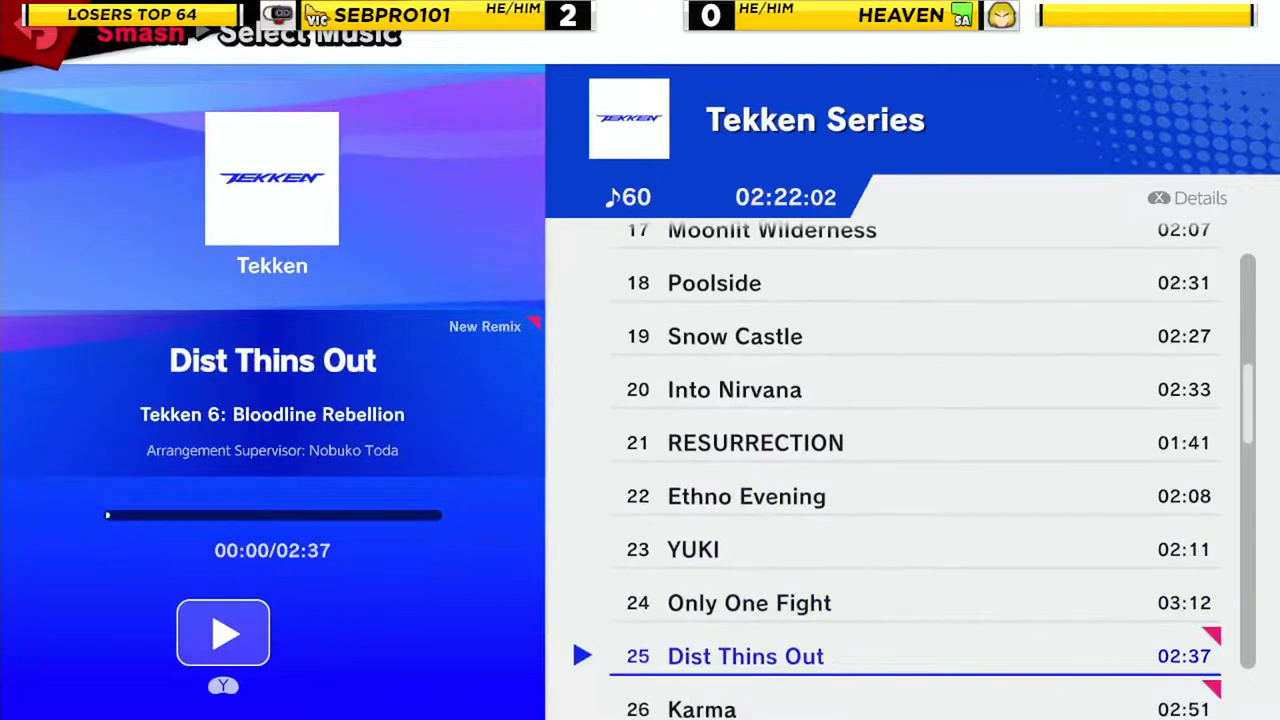 LOSERS TOP 64
VIC SEBPRO101 HE/HIM 2
0 HE/HIM HEAVEN SA
Smash ▶ Select Music
TEKKEN
Tekken
New Remix
Dist Thins Out
Tekken 6: Bloodline Rebellion
Arrangement Supervisor: Nobuko Toda
00:00/02:37
Y
TEKKEN
Tekken Series
♪60 02:22:02
X Details
17 Moonlit Wilderness 02:07
18 Poolside 02:31
19 Snow Castle 02:27
20 Into Nirvana 02:33
21 RESURRECTION 01:41
22 Ethno Evening 02:08
23 YUKI 02:11
24 Only One Fight 03:12
25 Dist Thins Out 02:37
26 Karma 02:51